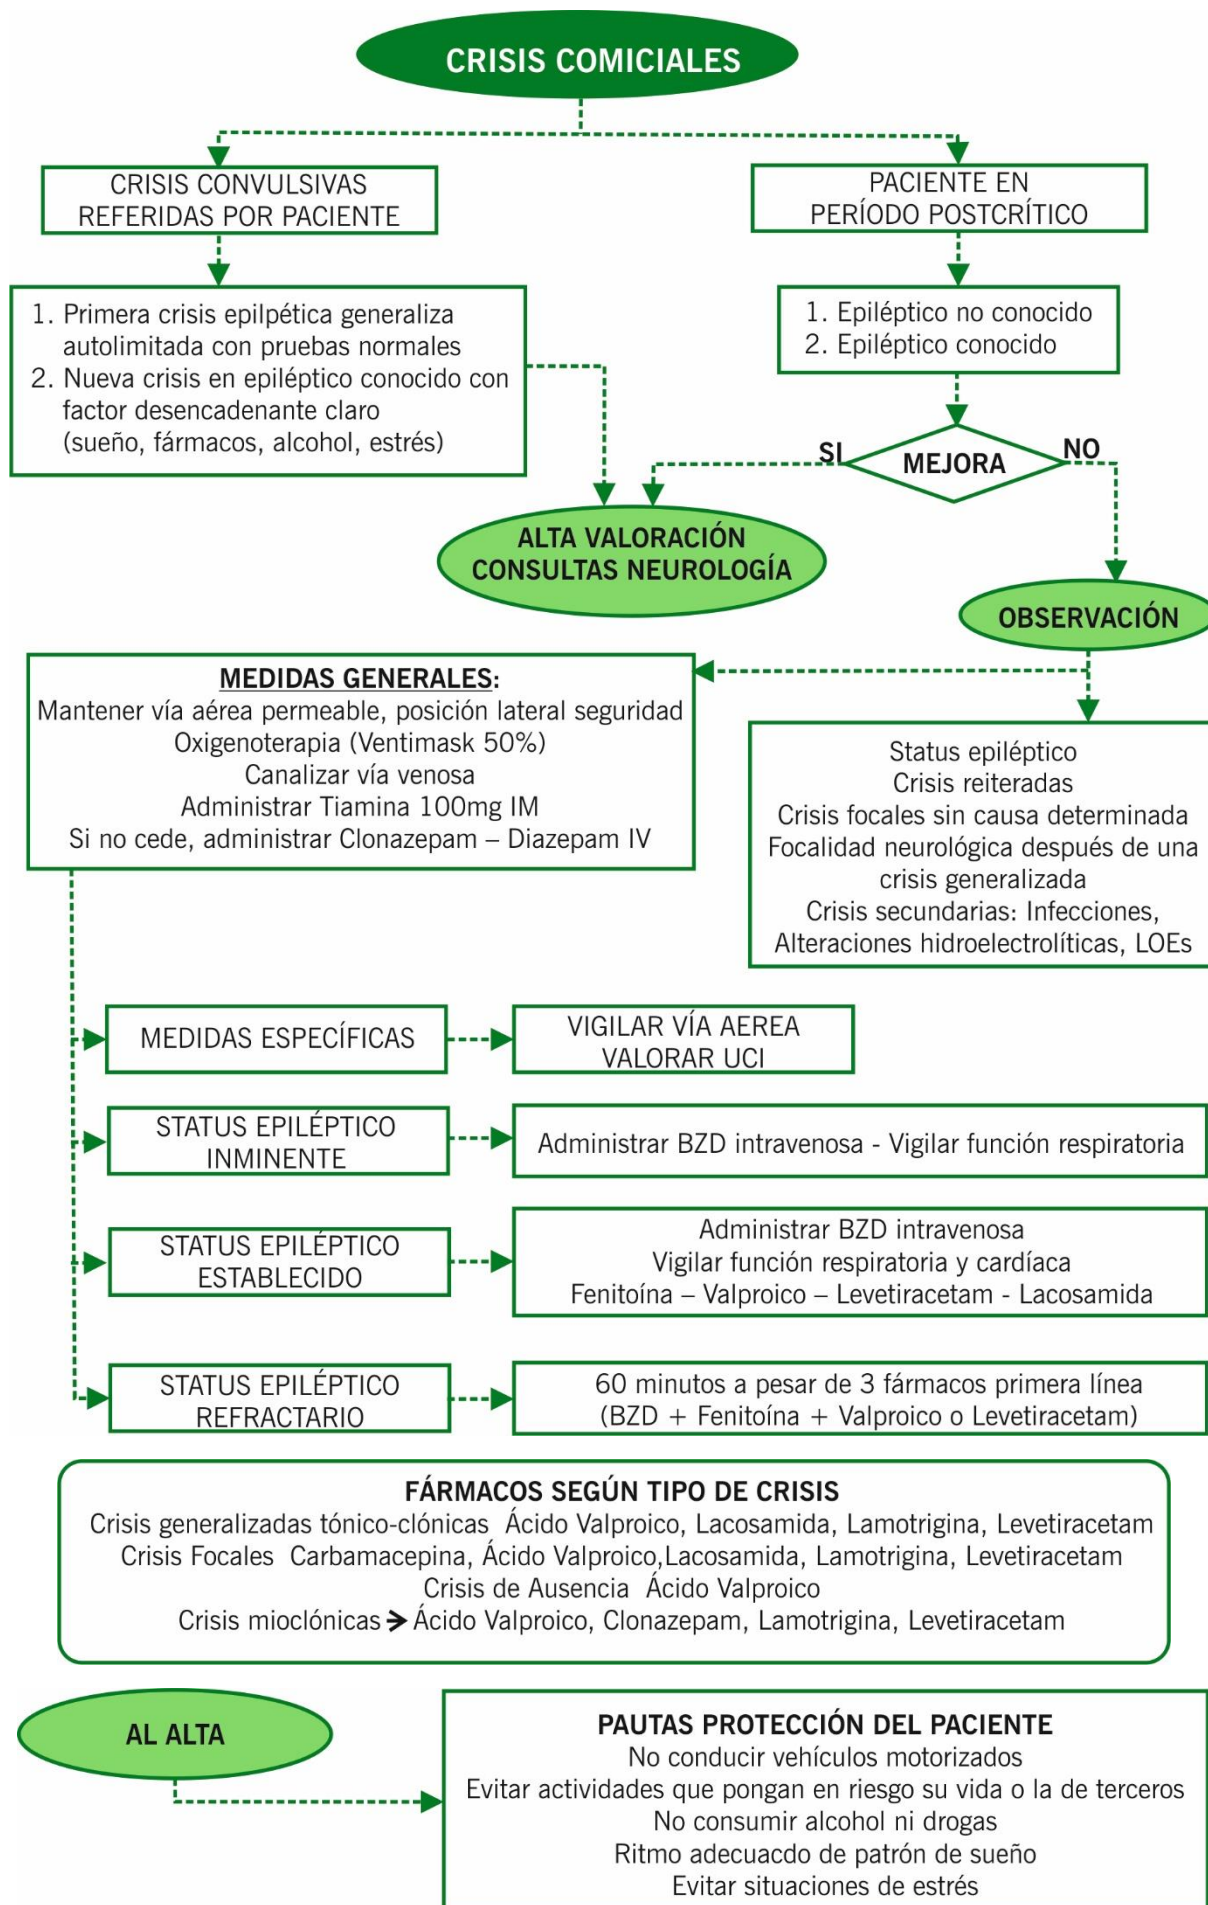 CRISIS COMICIALES
CRISIS CONVULSIVAS
REFERIDAS POR PACIENTE
PACIENTE EN
PERÍODO POSTCRÍTICO
1. Primera crisis epilpética generaliza
autolimitada con pruebas normales
2. Nueva crisis en epiléptico conocido con
factor desencadenante claro
(sueño, fármacos, alcohol, estrés)
1. Epiléptico no conocido
2. Epiléptico conocido
SI
MEJORA
NO
ALTA VALORACIÓN
CONSULTAS NEUROLOGÍA
OBSERVACIÓN
MEDIDAS GENERALES:
Mantener vía aérea permeable, posición lateral seguridad
Oxigenoterapia (Ventimask 50%)
Canalizar vía venosa
Administrar Tiamina 100mg IM
Si no cede, administrar Clonazepam – Diazepam IV
Status epiléptico
Crisis reiteradas
Crisis focales sin causa determinada
Focalidad neurológica después de una
crisis generalizada
Crisis secundarias: Infecciones,
Alteraciones hidroelectrolíticas, LOEs
MEDIDAS ESPECÍFICAS
VIGILAR VÍA AEREA
VALORAR UCI
STATUS EPILÉPTICO
INMINENTE
Administrar BZD intravenosa - Vigilar función respiratoria
STATUS EPILÉPTICO
ESTABLECIDO
Administrar BZD intravenosa
Vigilar función respiratoria y cardíaca
Fenitoína – Valproico – Levetiracetam - Lacosamida
STATUS EPILÉPTICO
REFRACTARIO
60 minutos a pesar de 3 fármacos primera línea
(BZD + Fenitoína + Valproico o Levetiracetam)
FÁRMACOS SEGÚN TIPO DE CRISIS
Crisis generalizadas tónico-clónicas Ácido Valproico, Lacosamida, Lamotrigina, Levetiracetam
Crisis Focales Carbamacepina, Ácido Valproico,Lacosamida, Lamotrigina, Levetiracetam
Crisis de Ausencia Ácido Valproico
Crisis mioclónicas ➔ Ácido Valproico, Clonazepam, Lamotrigina, Levetiracetam
AL ALTA
PAUTAS PROTECCIÓN DEL PACIENTE
No conducir vehículos motorizados
Evitar actividades que pongan en riesgo su vida o la de terceros
No consumir alcohol ni drogas
Ritmo adecuacdo de patrón de sueño
Evitar situaciones de estrés